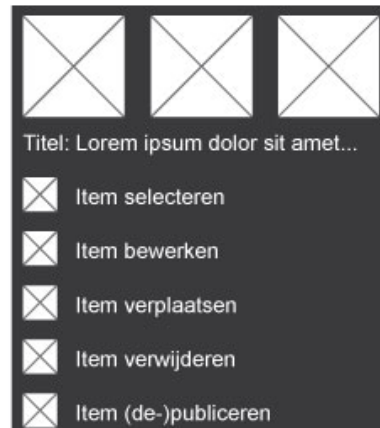 Titel: Lorem ipsum dolor sit amet...
Item selecteren
Item bewerken
Item verplaatsen
Item verwijderen
Item (de-)publiceren